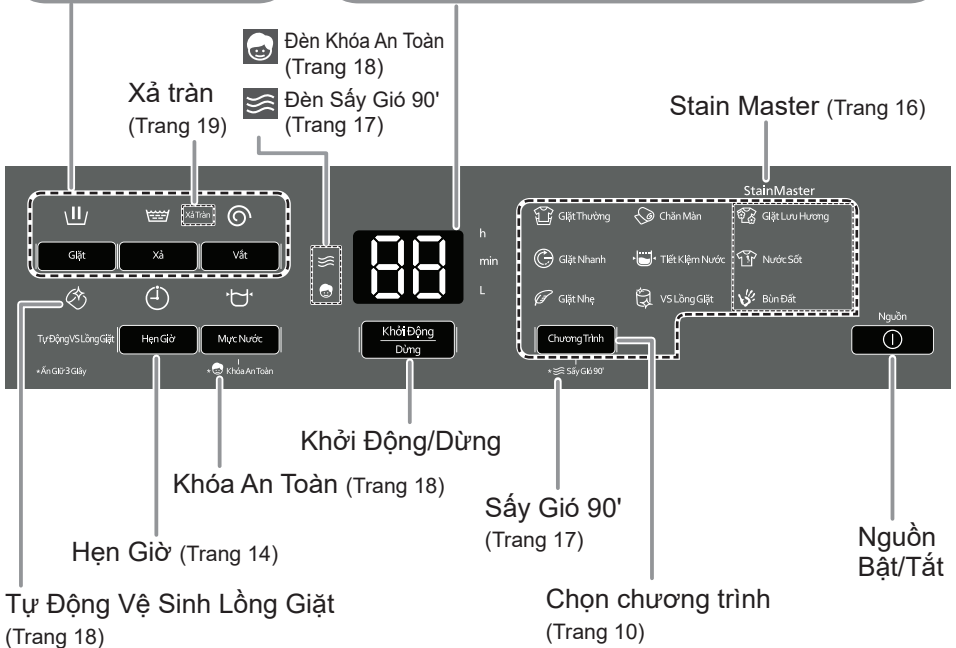 Đèn Khóa An Toàn
(Trang 18)
Đèn Sấy Gió 90'
(Trang 17)
Xả tràn
(Trang 19)
Stain Master (Trang 16)
StainMaster
Xả Tràn
Giặt
Xả
Vắt
h
min
L
Giặt Thường
Chăn Màn
Giặt Lưu Hương
Giặt Nhanh
Tiết Kiệm Nước
Nước Sốt
Giặt Nhẹ
VS Lồng Giặt
Bùn Đất
88
Tự Động VS Lồng Giặt
Hẹn Giờ
Mực Nước
Khởi Động
Dừng
Chương Trình
Nguồn
* Ấn Giữ 3 Giây
* Khóa An Toàn
* Sấy Gió 90'
Khởi Động/Dừng
Khóa An Toàn (Trang 18)
Sấy Gió 90'
(Trang 17)
Nguồn
Bật/Tắt
Hẹn Giờ (Trang 14)
Tự Động Vệ Sinh Lồng Giặt
(Trang 18)
Chọn chương trình
(Trang 10)